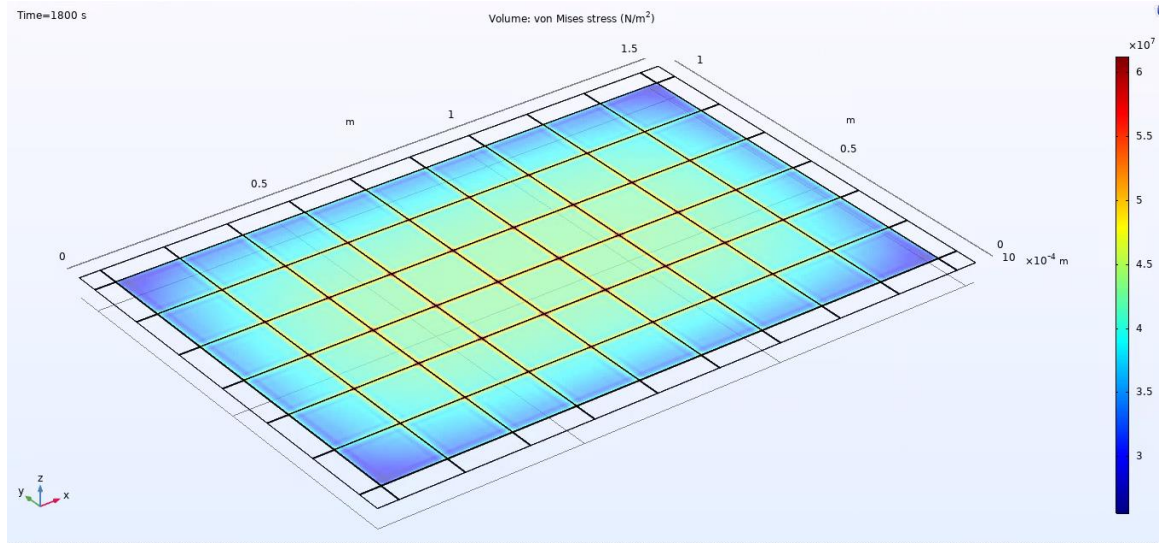 Time=1800 s
Volume: von Mises stress (N/m²)
1.5
1
m
1
m
0.5
0.5
0
0
10 ×10⁻⁴ m
×10⁷
6
5.5
5
4.5
4
3.5
3
y z x